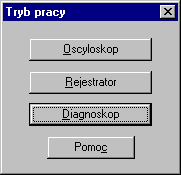 Tryb pracy
Oscyloskop
Rejestrator
Diagnoskop
Pomoc